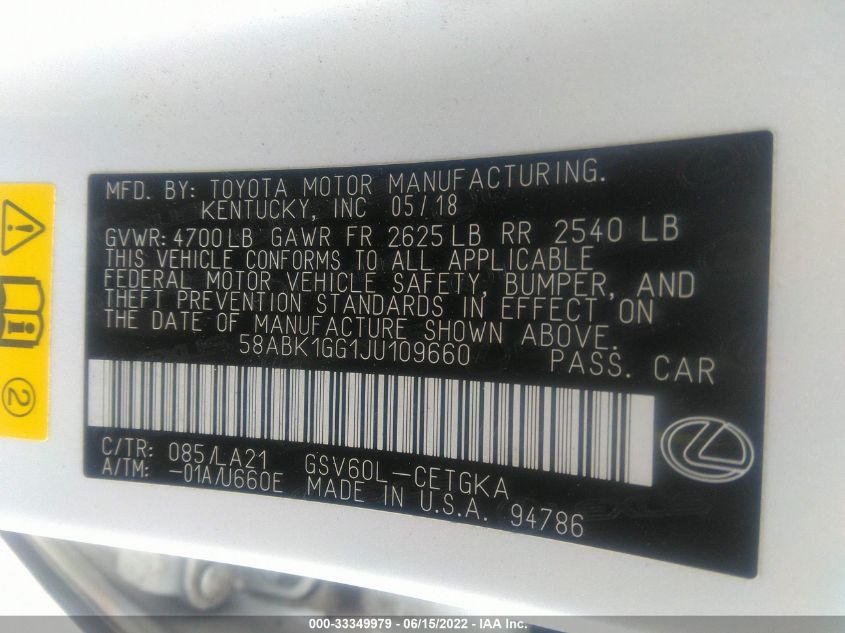 MFD. BY: TOYOTA MOTOR MANUFACTURING.
KENTUCKY, INC 05/18
GVWR: 4700 LB GAWR FR 2625 LB RR 2540 LB
THIS VEHICLE CONFORMS TO ALL APPLICABLE
FEDERAL MOTOR VEHICLE SAFETY, BUMPER, AND
THEFT PREVENTION STANDARDS IN EFFECT ON
THE DATE OF MANUFACTURE SHOWN ABOVE.
58ABK1GG1JU109660 PASS. CAR
C/TR: 085/LA21 GSV60L-CETGKA
A/TM: -01A/U660E MADE IN U.S.A. 94786
2
000-33349979 - 06/15/2022 - IAA Inc.